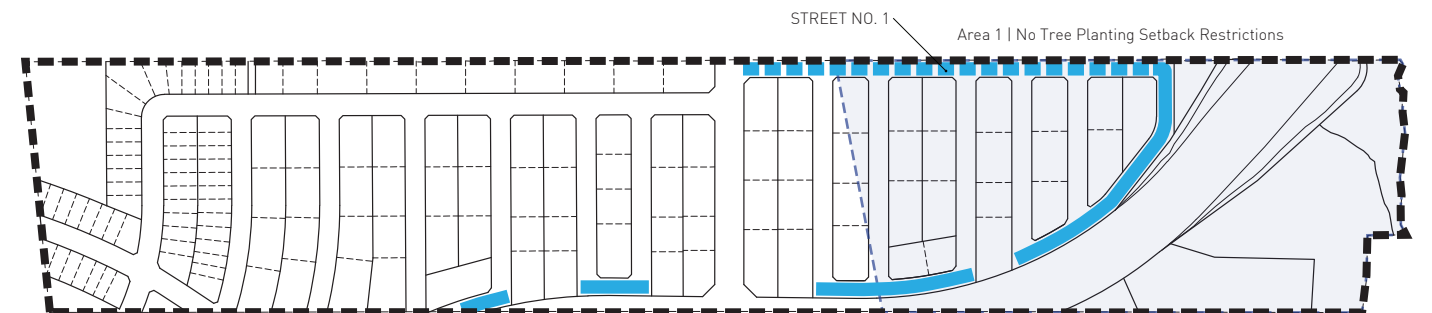 STREET NO. 1
Area 1 | No Tree Planting Setback Restrictions